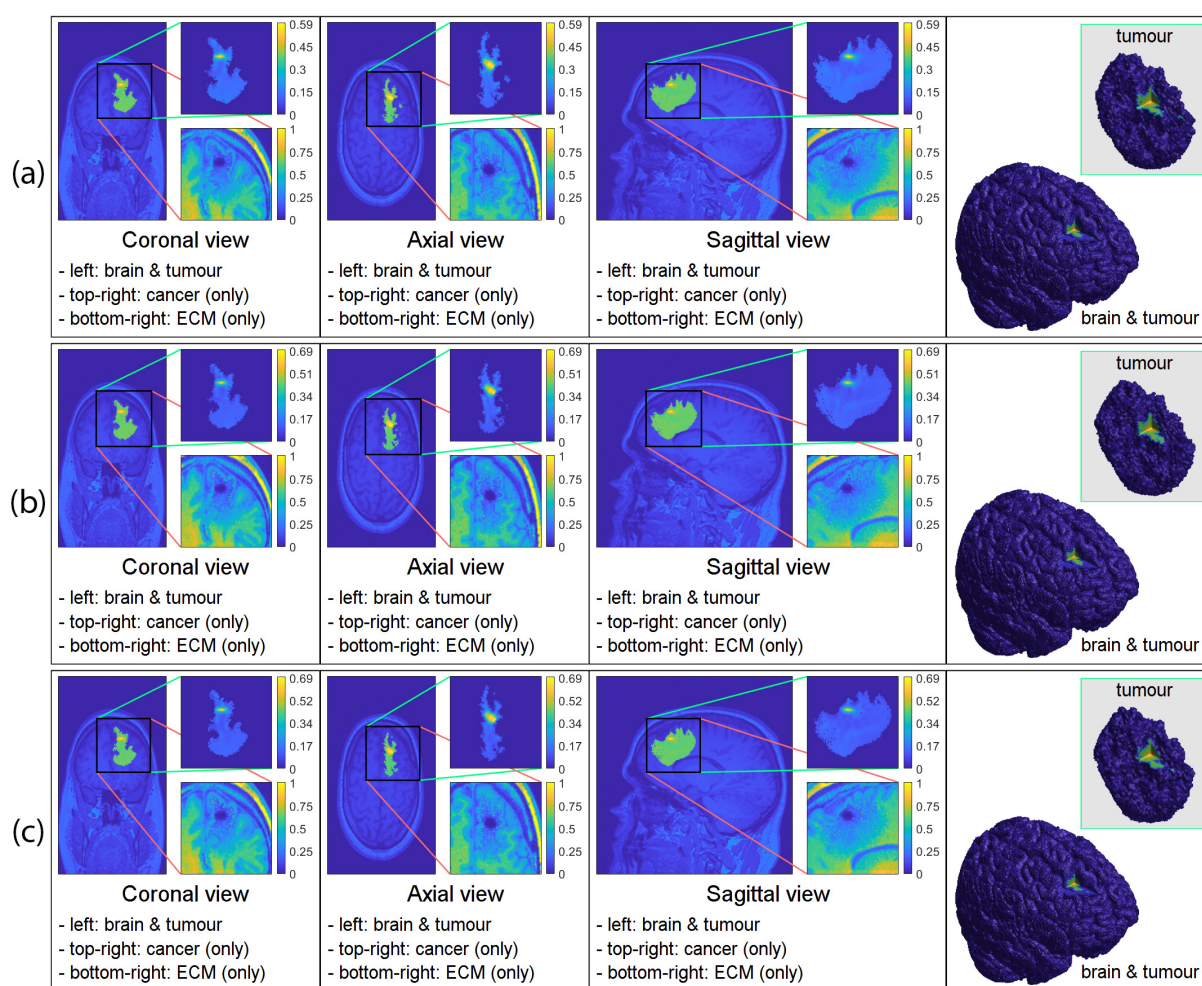 (a)
0.59
0.45
0.3
0.15
0
1
0.75
0.5
0.25
0
Coronal view
- left: brain & tumour
- top-right: cancer (only)
- bottom-right: ECM (only)
0.59
0.45
0.3
0.15
0
1
0.75
0.5
0.25
0
Axial view
- left: brain & tumour
- top-right: cancer (only)
- bottom-right: ECM (only)
0.59
0.45
0.3
0.15
0
1
0.75
0.5
0.25
0
Sagittal view
- left: brain & tumour
- top-right: cancer (only)
- bottom-right: ECM (only)
tumour
brain & tumour
(b)
0.69
0.52
0.34
0.17
0
1
0.75
0.5
0.25
0
Coronal view
- left: brain & tumour
- top-right: cancer (only)
- bottom-right: ECM (only)
0.69
0.52
0.34
0.17
0
1
0.75
0.5
0.25
0
Axial view
- left: brain & tumour
- top-right: cancer (only)
- bottom-right: ECM (only)
0.69
0.52
0.34
0.17
0
1
0.75
0.5
0.25
0
Sagittal view
- left: brain & tumour
- top-right: cancer (only)
- bottom-right: ECM (only)
tumour
brain & tumour
(c)
0.69
0.52
0.34
0.17
0
1
0.75
0.5
0.25
0
Coronal view
- left: brain & tumour
- top-right: cancer (only)
- bottom-right: ECM (only)
0.69
0.52
0.34
0.17
0
1
0.75
0.5
0.25
0
Axial view
- left: brain & tumour
- top-right: cancer (only)
- bottom-right: ECM (only)
0.69
0.52
0.34
0.17
0
1
0.75
0.5
0.25
0
Sagittal view
- left: brain & tumour
- top-right: cancer (only)
- bottom-right: ECM (only)
tumour
brain & tumour